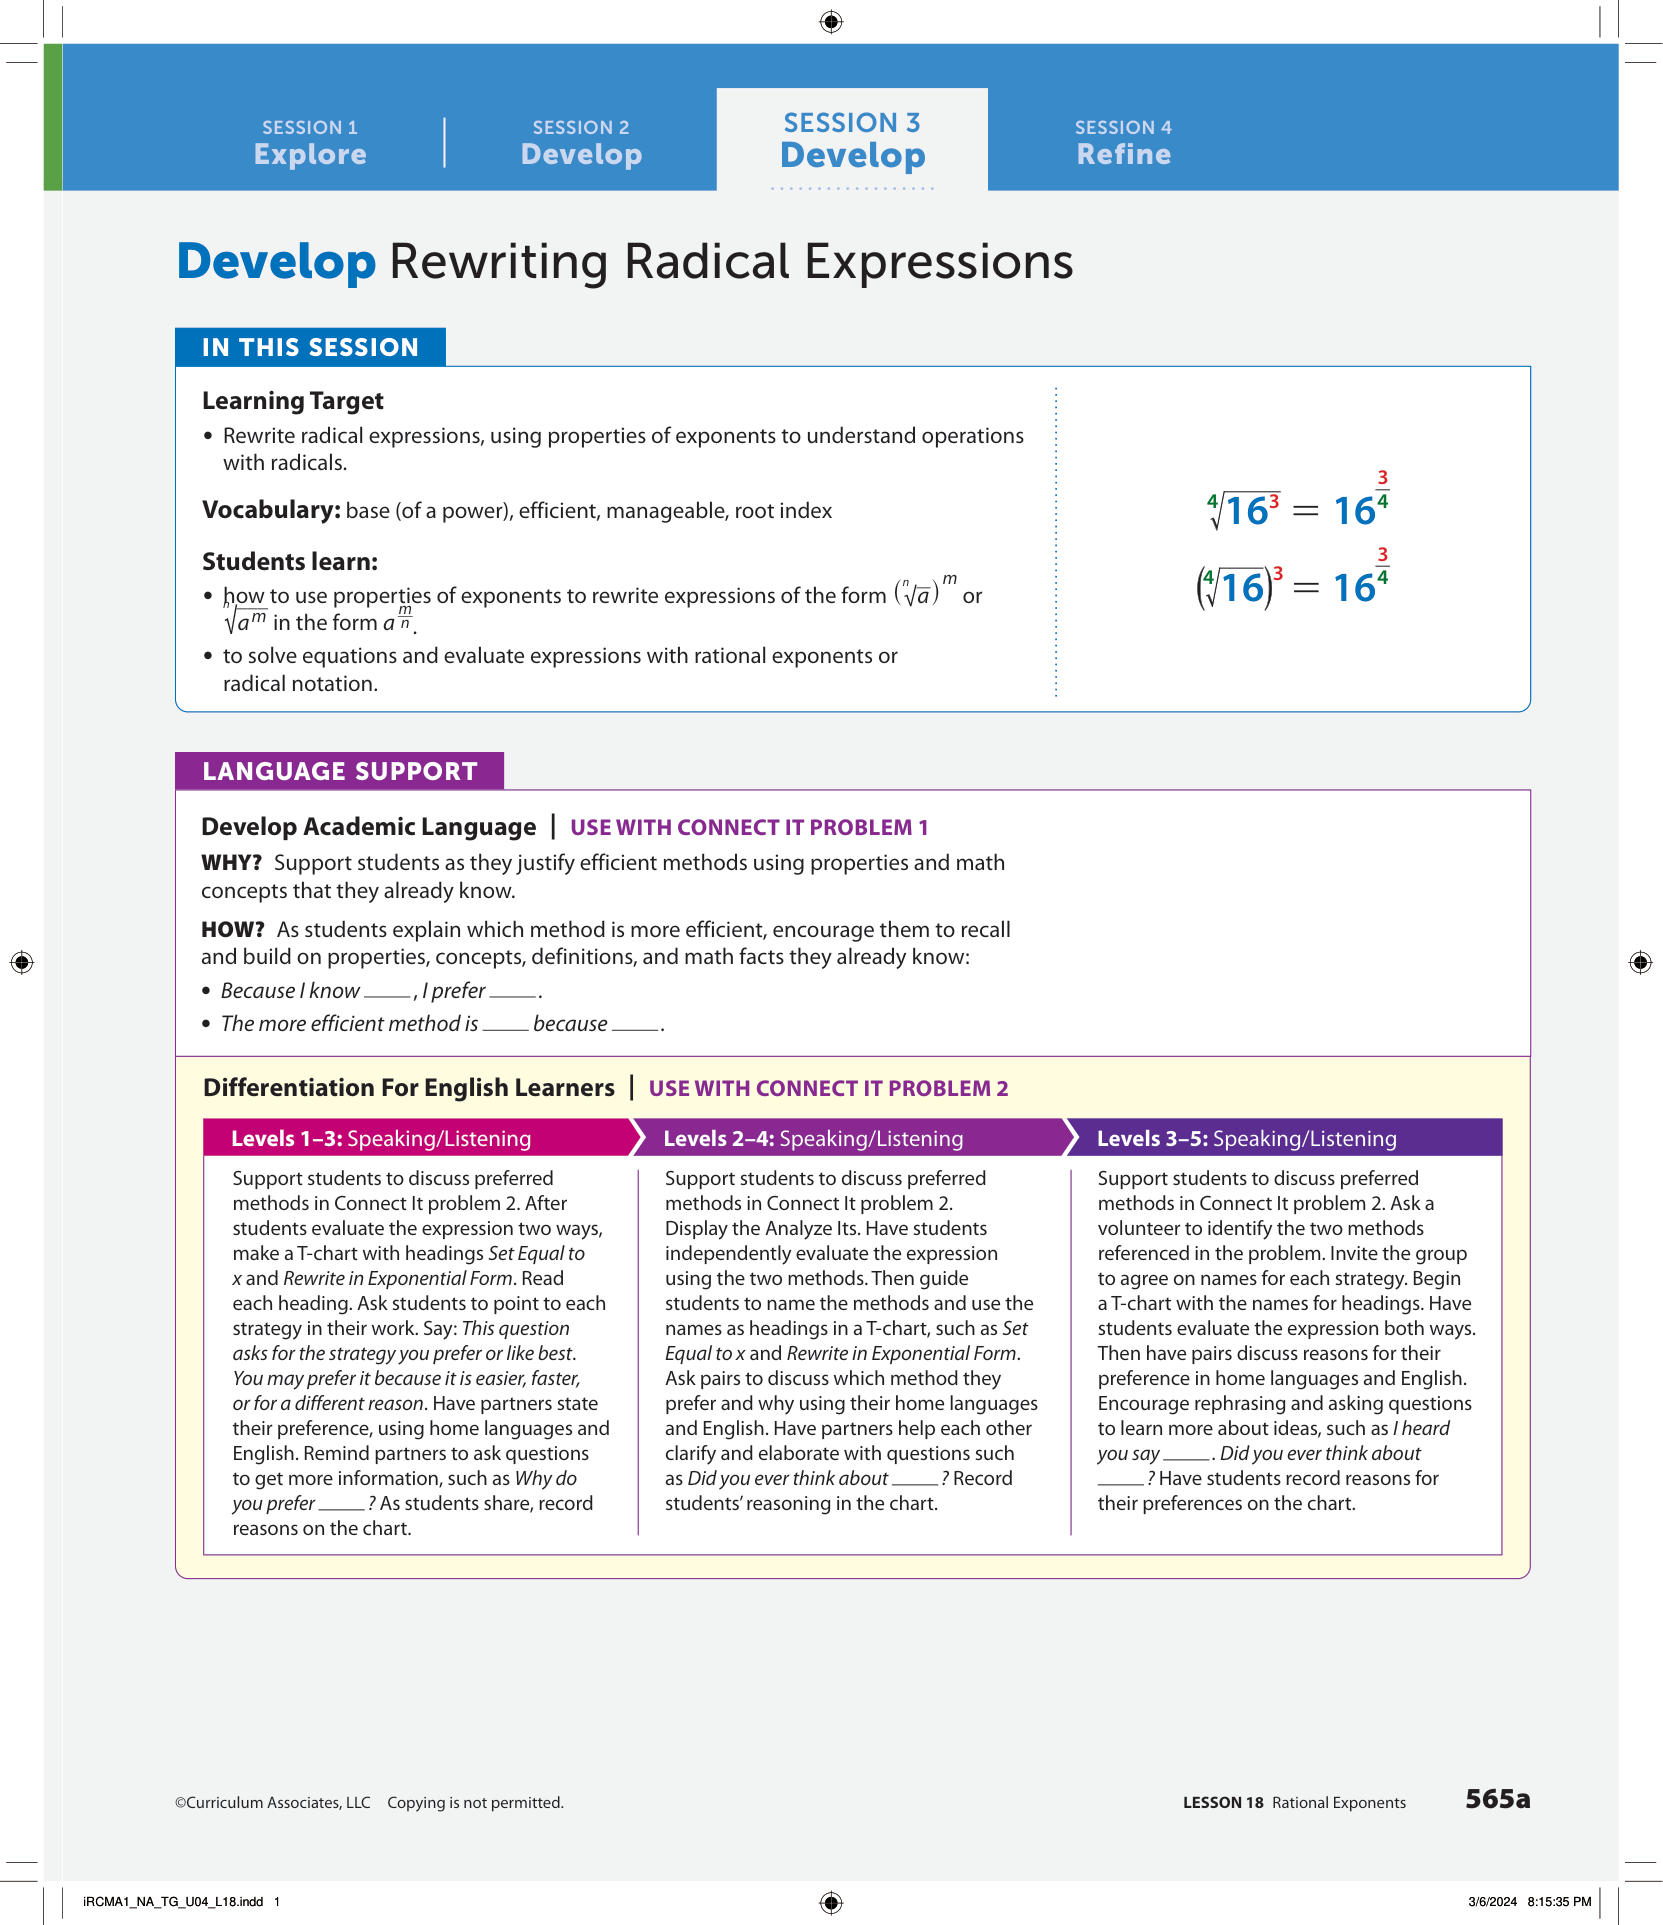 SESSION 1
Explore
SESSION 2
Develop
SESSION 3
Develop
SESSION 4
Refine
Develop Rewriting Radical Expressions
IN THIS SESSION
Learning Target
• Rewrite radical expressions, using properties of exponents to understand operations
with radicals.
Vocabulary: base (of a power), efficient, manageable, root index
Students learn:
• how to use properties of exponents to rewrite expressions of the form (ⁿ√a)^m or
ⁿ√a^m in the form a^(m/n).
• to solve equations and evaluate expressions with rational exponents or
radical notation.
⁴√16³ = 16^(3/4)
(⁴√16)³ = 16^(3/4)
LANGUAGE SUPPORT
Develop Academic Language | USE WITH CONNECT IT PROBLEM 1
WHY? Support students as they justify efficient methods using properties and math
concepts that they already know.
HOW? As students explain which method is more efficient, encourage them to recall
and build on properties, concepts, definitions, and math facts they already know:
• Because I know ____, I prefer ____.
• The more efficient method is ____ because ____.
Differentiation For English Learners | USE WITH CONNECT IT PROBLEM 2
Levels 1–3: Speaking/Listening
Support students to discuss preferred
methods in Connect It problem 2. After
students evaluate the expression two ways,
make a T-chart with headings Set Equal to
x and Rewrite in Exponential Form. Read
each heading. Ask students to point to each
strategy in their work. Say: This question
asks for the strategy you prefer or like best.
You may prefer it because it is easier, faster,
or for a different reason. Have partners state
their preference, using home languages and
English. Remind partners to ask questions
to get more information, such as Why do
you prefer ____? As students share, record
reasons on the chart.
Levels 2–4: Speaking/Listening
Support students to discuss preferred
methods in Connect It problem 2.
Display the Analyze Its. Have students
independently evaluate the expression
using the two methods. Then guide
students to name the methods and use the
names as headings in a T-chart, such as Set
Equal to x and Rewrite in Exponential Form.
Ask pairs to discuss which method they
prefer and why using their home languages
and English. Have partners help each other
clarify and elaborate with questions such
as Did you ever think about ____? Record
students’ reasoning in the chart.
Levels 3–5: Speaking/Listening
Support students to discuss preferred
methods in Connect It problem 2. Ask a
volunteer to identify the two methods
referenced in the problem. Invite the group
to agree on names for each strategy. Begin
a T-chart with the names for headings. Have
students evaluate the expression both ways.
Then have pairs discuss reasons for their
preference in home languages and English.
Encourage rephrasing and asking questions
to learn more about ideas, such as I heard
you say ____. Did you ever think about
____? Have students record reasons for
their preferences on the chart.
©Curriculum Associates, LLC Copying is not permitted.
LESSON 18 Rational Exponents 565a
iRCMA1_NA_TG_U04_L18.indd 1
3/6/2024 8:15:35 PM